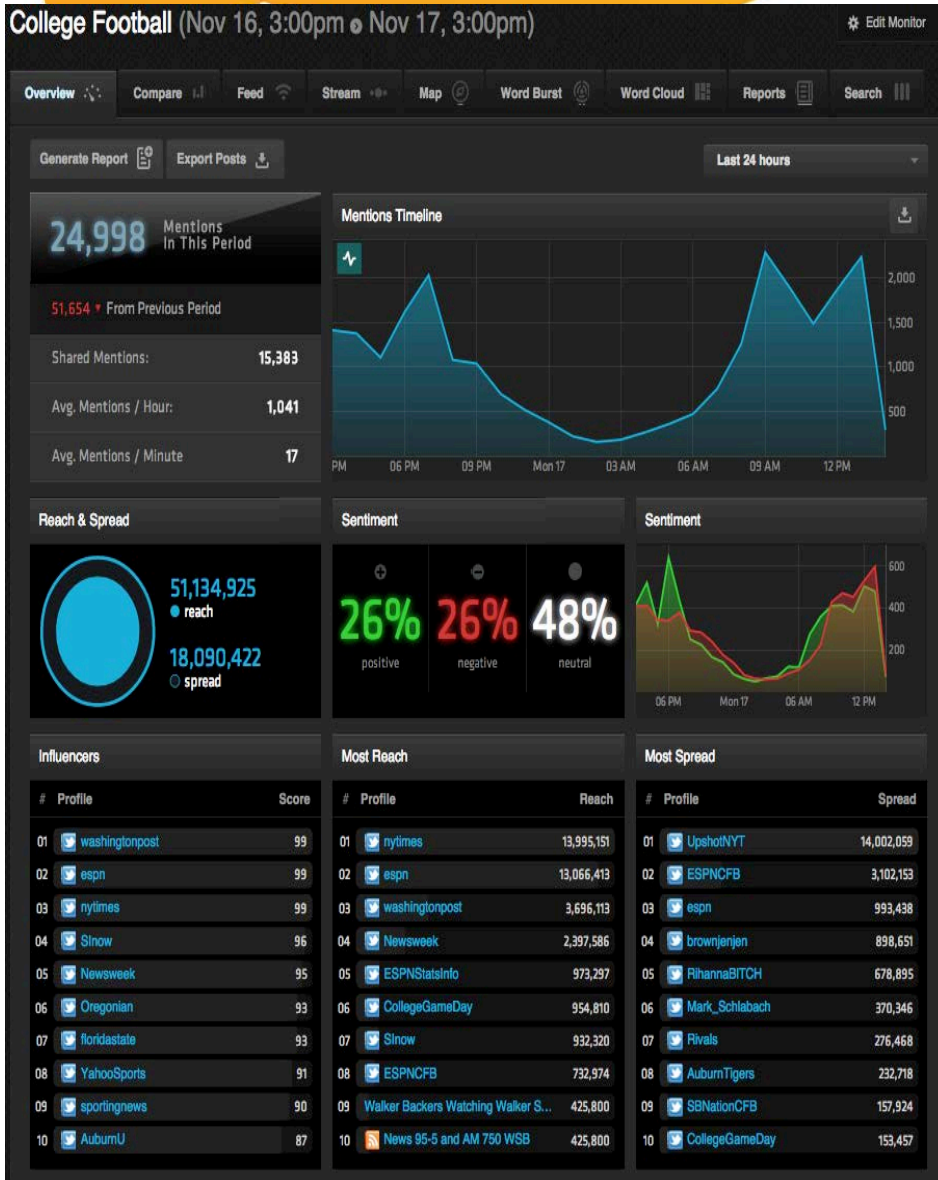 College Football (Nov 16, 3:00pm Nov 17, 3:00pm)
Edit Monitor
Overview Compare Feed Stream Map Word Burst Word Cloud Reports Search
Generate Report Export Posts Last 24 hours
24,998 Mentions In This Period
51,654 From Previous Period
Shared Mentions: 15,383
Avg. Mentions / Hour: 1,041
Avg. Mentions / Minute 17
Mentions Timeline
2,000
1,500
1,000
500
PM 06 PM 09 PM Mon 17 03 AM 06 AM 09 AM 12 PM
Reach & Spread
51,134,925
reach
18,090,422
spread
Sentiment
26% 26% 48%
positive negative neutral
Sentiment
600
400
200
06 PM Mon 17 06 AM 12 PM
Influencers
# Profile Score
01 washingtonpost 99
02 espn 99
03 nytimes 99
04 SInow 96
05 Newsweek 95
06 Oregonian 93
07 floridastate 93
08 YahooSports 91
09 sportingnews 90
10 AuburnU 87
Most Reach
# Profile Reach
01 nytimes 13,995,151
02 espn 13,066,413
03 washingtonpost 3,696,113
04 Newsweek 2,397,586
05 ESPNStatsInfo 973,297
06 CollegeGameDay 954,810
07 SInow 932,320
08 ESPNCFB 732,974
09 Walker Backers Watching Walker S... 425,800
10 News 95-5 and AM 750 WSB 425,800
Most Spread
# Profile Spread
01 UpshotNYT 14,002,059
02 ESPNCFB 3,102,153
03 espn 993,438
04 brownjenjen 898,651
05 RihannaBITCH 678,895
06 Mark_Schlabach 370,346
07 Rivals 276,468
08 AuburnTigers 232,718
09 SBNationCFB 157,924
10 CollegeGameDay 153,457